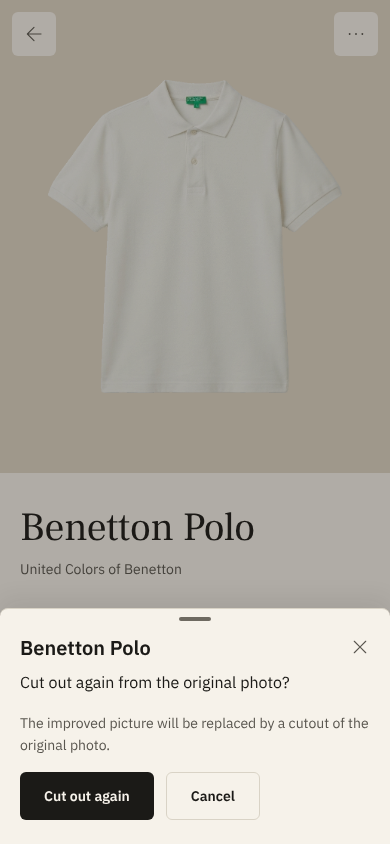 Benetton Polo
United Colors of Benetton
Benetton Polo
Cut out again from the original photo?
The improved picture will be replaced by a cutout of the
original photo.
Cut out again
Cancel